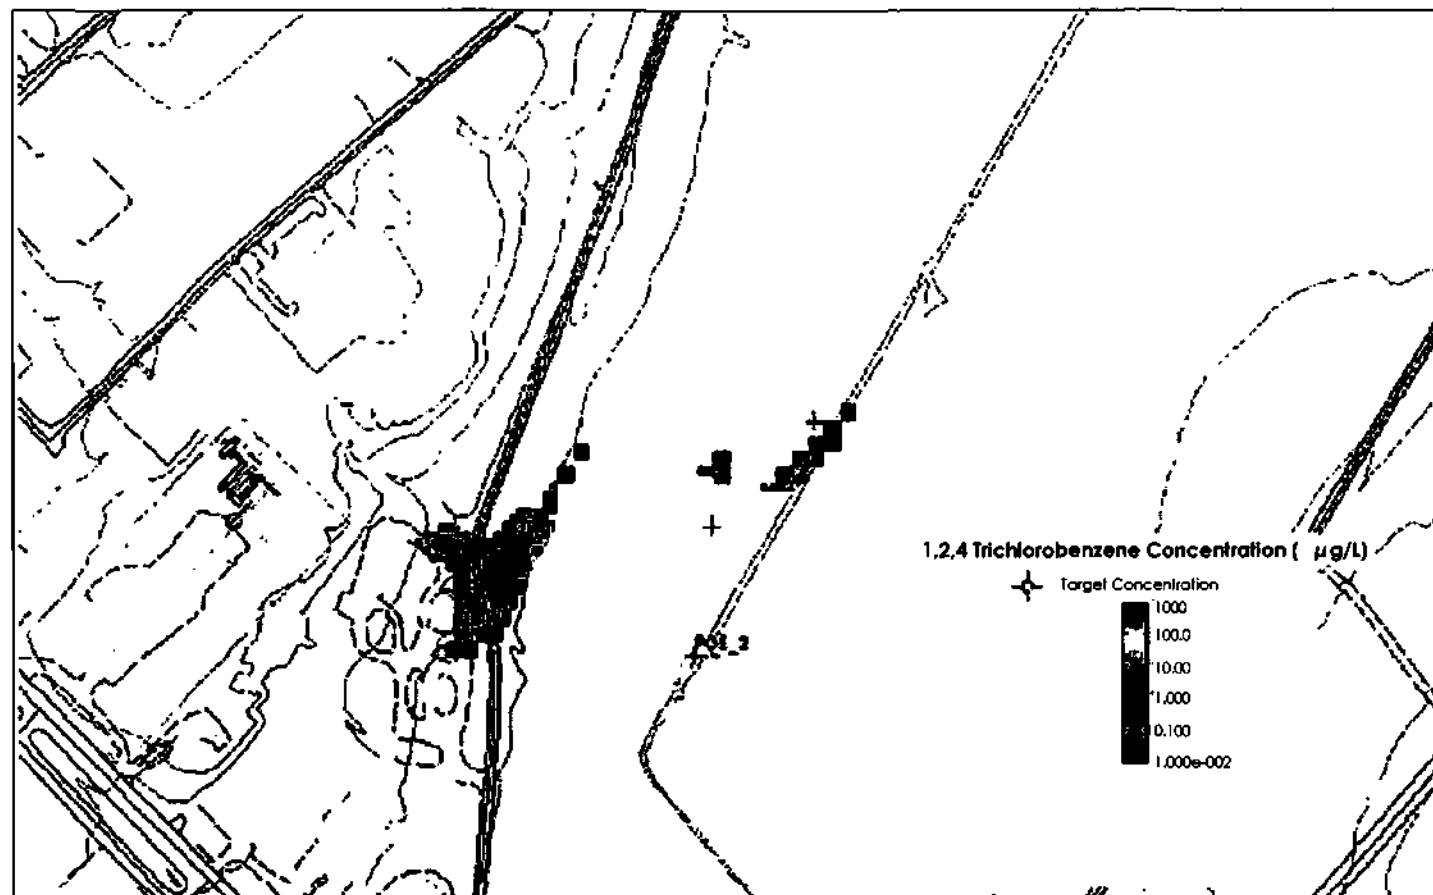 1,2,4 Trichlorobenzene Concentration ( µg/L)
Target Concentration
1000
100.0
10.00
1.000
0.100
1.000e-002